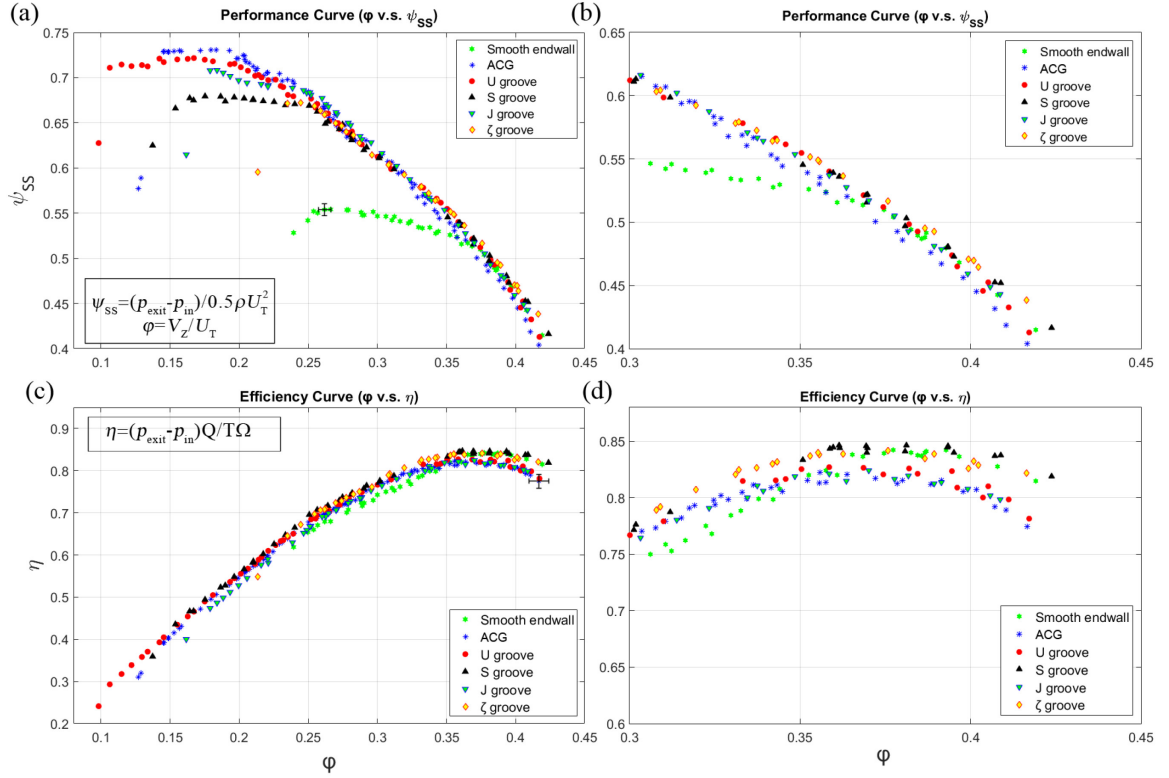 (a)
Performance Curve (φ v.s. ψSS)
0.75
0.7
0.65
0.6
0.55
0.5
0.45
0.4
ψSS
Smooth endwall
ACG
U groove
S groove
J groove
ζ groove
ψSS=(pexit-pin)/0.5ρUT²
φ=VZ/UT
0.1 0.15 0.2 0.25 0.3 0.35 0.4 0.45
(b)
Performance Curve (φ v.s. ψSS)
0.65
0.6
0.55
0.5
0.45
0.4
Smooth endwall
ACG
U groove
S groove
J groove
ζ groove
0.3 0.35 0.4 0.45
(c)
Efficiency Curve (φ v.s. η)
0.9
0.8
0.7
0.6
0.5
0.4
0.3
0.2
η
η=(pexit-pin)Q/TΩ
Smooth endwall
ACG
U groove
S groove
J groove
ζ groove
0.1 0.15 0.2 0.25 0.3 0.35 0.4 0.45
φ
(d)
Efficiency Curve (φ v.s. η)
0.85
0.8
0.75
0.7
0.65
0.6
Smooth endwall
ACG
U groove
S groove
J groove
ζ groove
0.3 0.35 0.4 0.45
φ